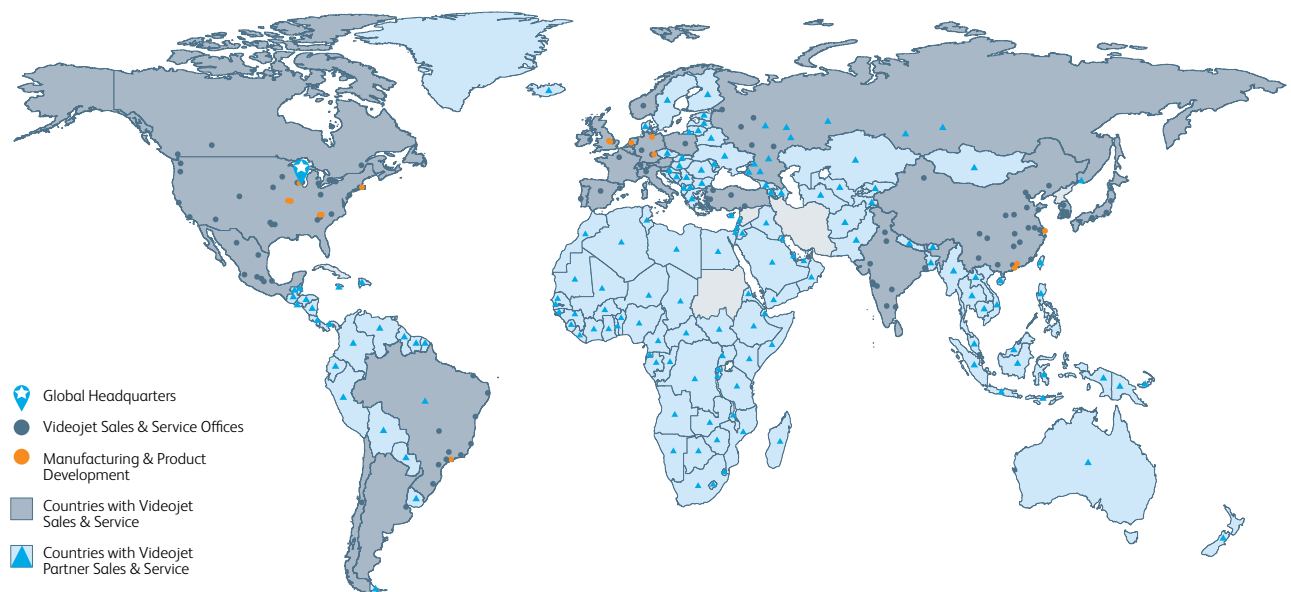 Global Headquarters
Videojet Sales & Service Offices
Manufacturing & Product
Development
Countries with Videojet
Sales & Service
Countries with Videojet
Partner Sales & Service